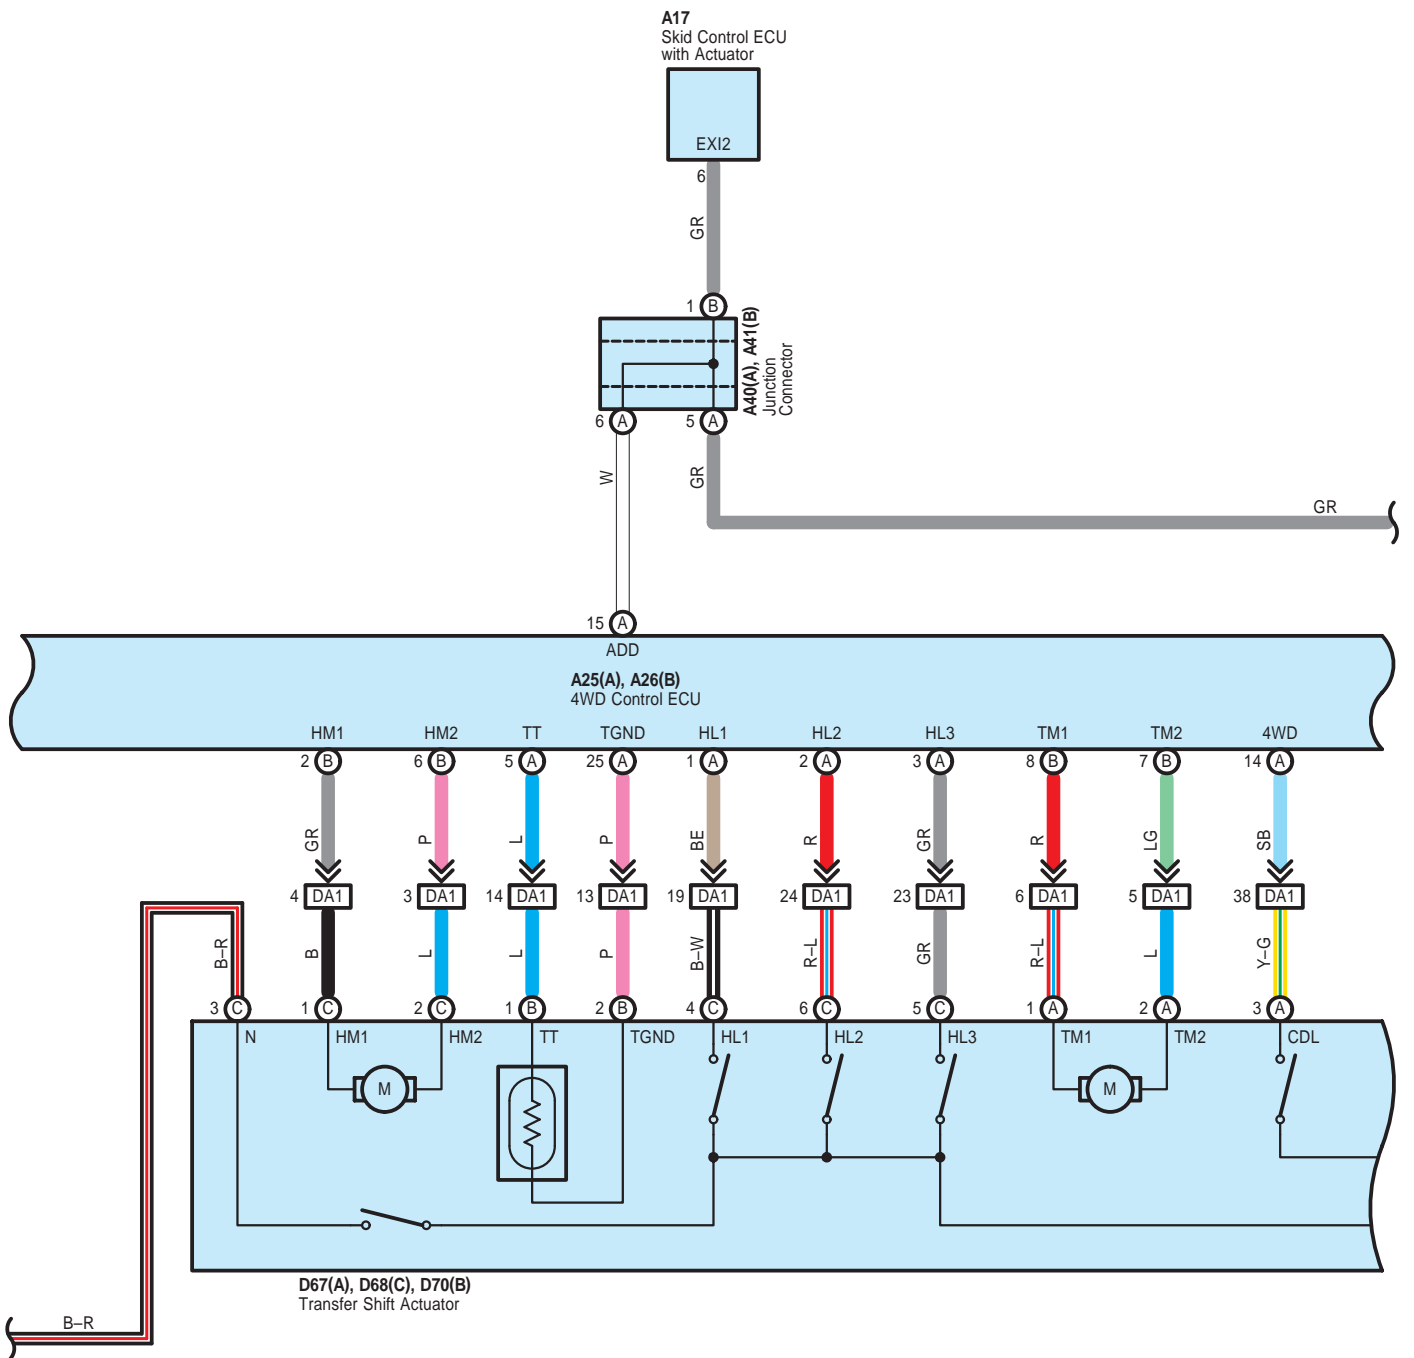 A17
Skid Control ECU
with Actuator
EXI2
6
GR
1 B
A40(A), A41(B)
Junction
Connector
6 A 5 A
W GR
GR
15 A
ADD
A25(A), A26(B)
4WD Control ECU
HM1 HM2 TT TGND HL1 HL2 HL3 TM1 TM2 4WD
2 B 6 B 5 A 25 A 1 A 2 A 3 A 8 B 7 B 14 A
GR P L P BE R GR R LG SB
4 DA1 3 DA1 14 DA1 13 DA1 19 DA1 24 DA1 23 DA1 6 DA1 5 DA1 38 DA1
B–R B L L P B–W R–L GR R–L L Y–G
3 C 1 C 2 C 1 B 2 B 4 C 6 C 5 C 1 A 2 A 3 A
N HM1 HM2 TT TGND HL1 HL2 HL3 TM1 TM2 CDL
M M
D67(A), D68(C), D70(B)
Transfer Shift Actuator
B–R